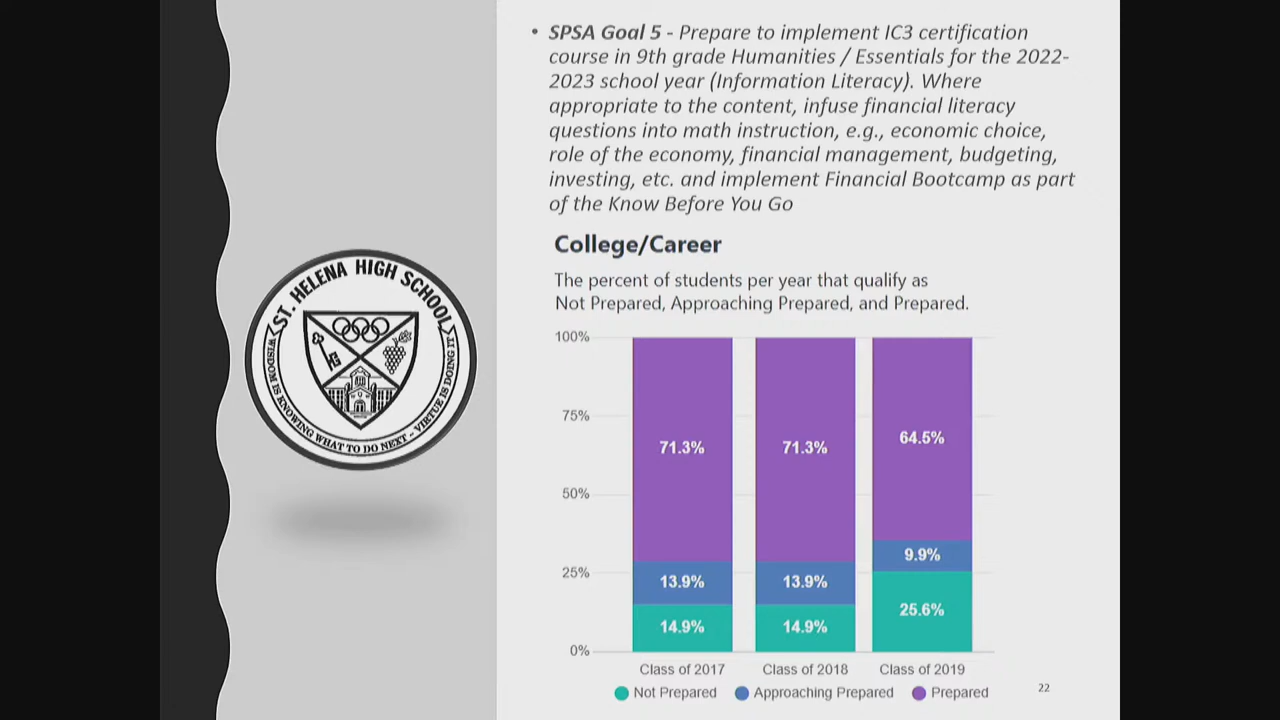 • SPSA Goal 5 - Prepare to implement IC3 certification
course in 9th grade Humanities / Essentials for the 2022-
2023 school year (Information Literacy). Where
appropriate to the content, infuse financial literacy
questions into math instruction, e.g., economic choice,
role of the economy, financial management, budgeting,
investing, etc. and implement Financial Bootcamp as part
of the Know Before You Go
ST. HELENA HIGH SCHOOL
WISDOM IS KNOWING WHAT TO DO NEXT - VIRTUE IS DOING IT
College/Career
The percent of students per year that qualify as
Not Prepared, Approaching Prepared, and Prepared.
100%
75%
50%
25%
0%
71.3%
71.3%
64.5%
13.9%
13.9%
9.9%
14.9%
14.9%
25.6%
Class of 2017
Class of 2018
Class of 2019
Not Prepared
Approaching Prepared
Prepared
22